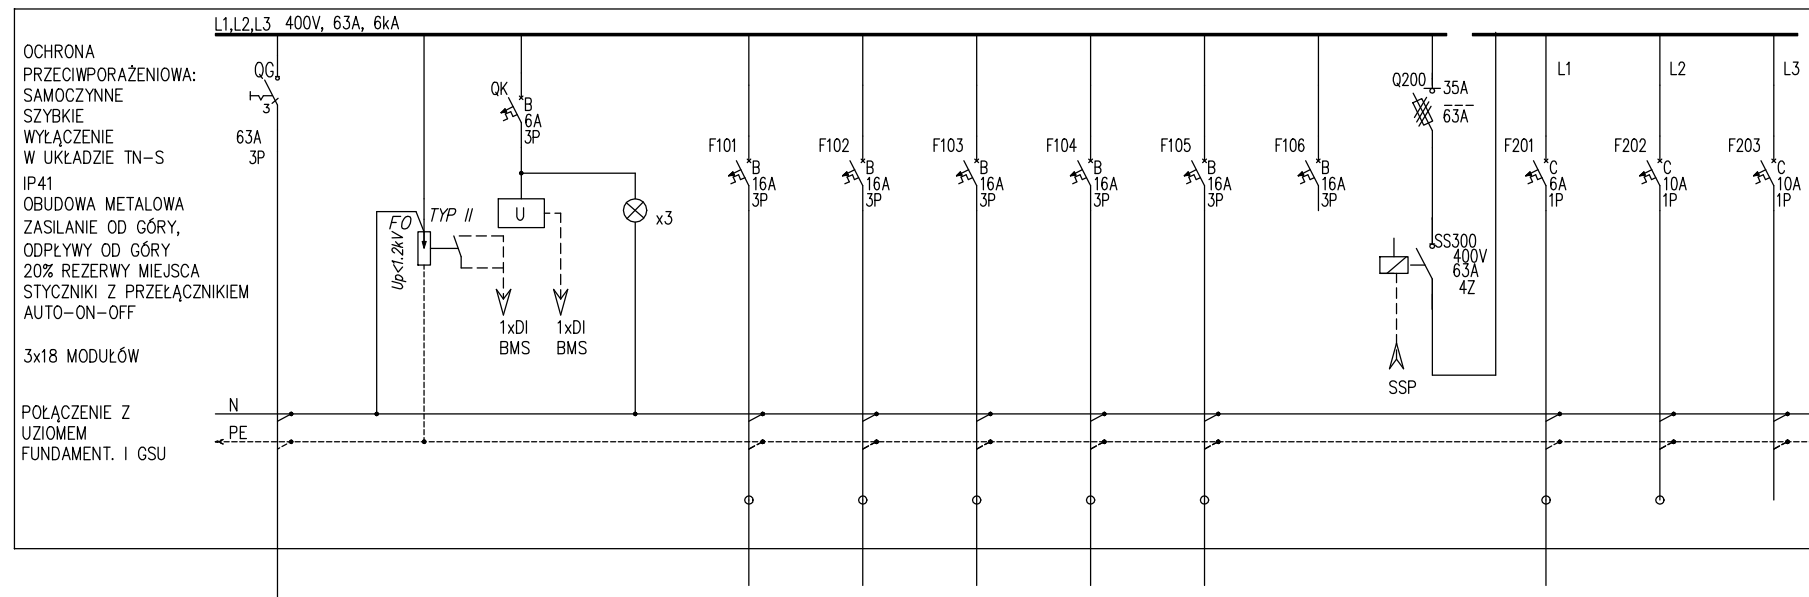 L1,L2,L3 400V, 63A, 6kA
OCHRONA
PRZECIWPORAŻENIOWA:
SAMOCZYNNE
SZYBKIE
WYŁĄCZENIE
W UKŁADZIE TN-S
IP41
OBUDOWA METALOWA
ZASILANIE OD GÓRY,
ODPŁYWY OD GÓRY
20% REZERWY MIEJSCA
STYCZNIKI Z PRZEŁĄCZNIKIEM
AUTO-ON-OFF
3x18 MODUŁÓW
POŁĄCZENIE Z
UZIOMEM
FUNDAMENT. I GSU
N
PE
QG
3
63A
3P
FO
TYP II
Up<1.2kV
QK
B
6A
3P
U
x3
1xDI
BMS
1xDI
BMS
F101
B
16A
3P
F102
B
16A
3P
F103
B
16A
3P
F104
B
16A
3P
F105
B
16A
3P
F106
B
16A
3P
Q200
35A
63A
SS300
400V
63A
4Z
SSP
L1
F201
C
6A
1P
L2
F202
C
10A
1P
L3
F203
C
10A
1P